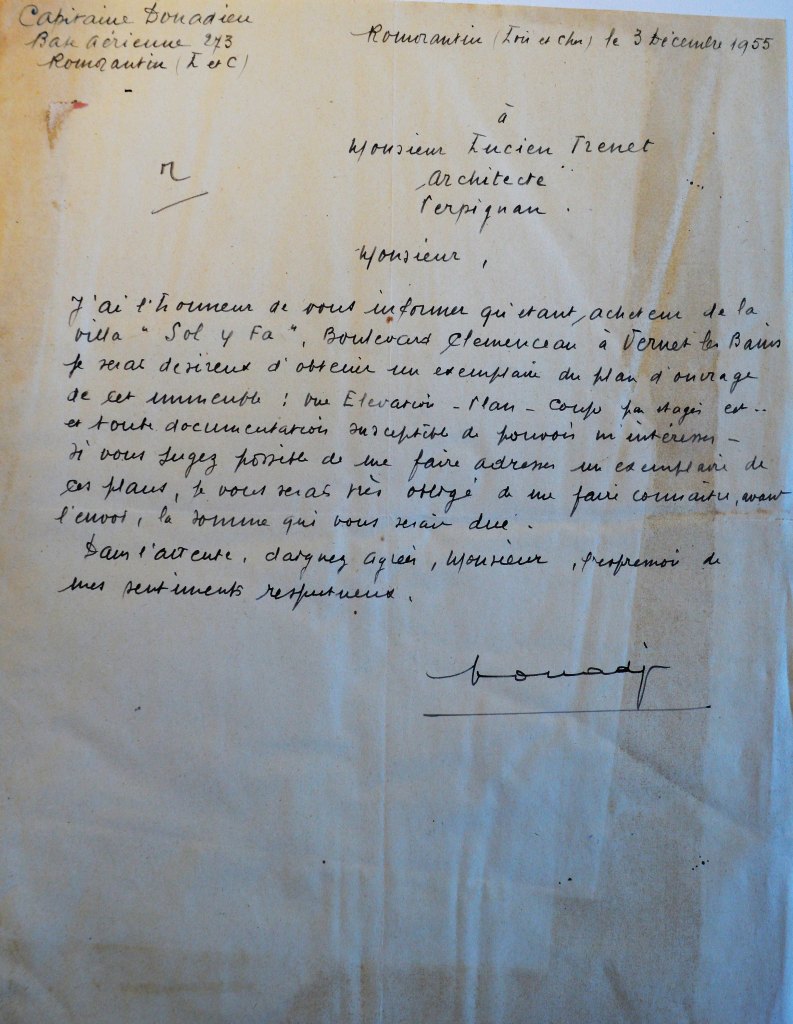 Capitaine Donadieu
Base Aérienne 273
Romorantin (L et C)
Romorantin (Loir et Cher) le 3 Décembre 1955
à
Monsieur Lucien Trenet
Architecte
Perpignan.
Monsieur,
J'ai l'honneur de vous informer qu'étant acheteur de la
villa "Sol y Fa", Boulevard Clemenceau à Vernet les Bains
je serai désireux d'obtenir un exemplaire du plan d'ouvrage
de cet immeuble : vue Elevation - Plan - Coupe par étages ect..
et toute documentation susceptible de pouvoir m'intéresser -
Si vous jugez possible de me faire adresser un exemplaire de
ces plans, je vous serais très obligé de me faire connaitre, avant
l'envoi, la somme qui vous serait due.
Dans l'attente, daignez agréer, Monsieur, l'expression de
mes sentiments respectueux.
Donadieu